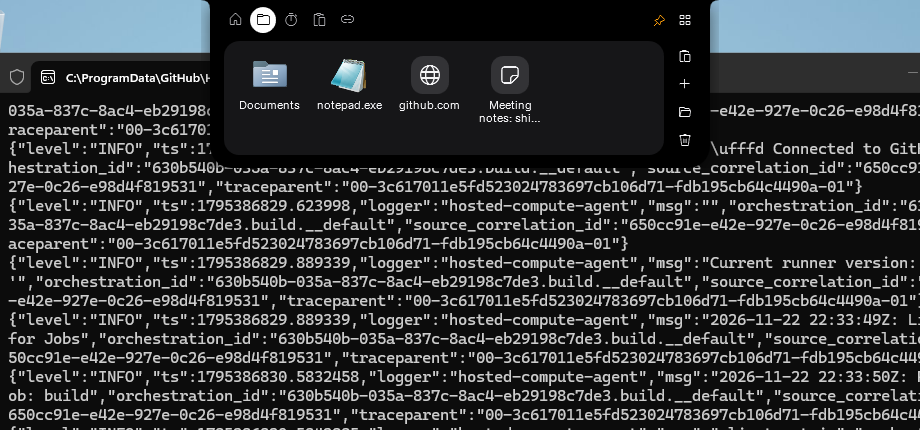 C:\ProgramData\GitHub\H
Documents
notepad.exe
github.com
Meeting
notes: shi...
035a-837c-8ac4-eb29198c -e42e-927e-0c26-e98d4f81
raceparent":"00-3c61701
{"level":"INFO","ts":17 \ufffd Connected to GitH
hestration_id":"630b540b-035a-837c-8ac4-eb29198c7de3.build.__default","source_correlation_id":"650cc91
27e-0c26-e98d4f819531","traceparent":"00-3c617011e5fd523024783697cb106d71-fdb195cb64c4490a-01"}
{"level":"INFO","ts":1795386829.623998,"logger":"hosted-compute-agent","msg":"","orchestration_id":"63
35a-837c-8ac4-eb29198c7de3.build.__default","source_correlation_id":"650cc91e-e42e-927e-0c26-e98d4f819
aceparent":"00-3c617011e5fd523024783697cb106d71-fdb195cb64c4490a-01"}
{"level":"INFO","ts":1795386829.889339,"logger":"hosted-compute-agent","msg":"Current runner version:
'","orchestration_id":"630b540b-035a-837c-8ac4-eb29198c7de3.build.__default","source_correlation_id":"
-e42e-927e-0c26-e98d4f819531","traceparent":"00-3c617011e5fd523024783697cb106d71-fdb195cb64c4490a-01"
{"level":"INFO","ts":1795386829.889339,"logger":"hosted-compute-agent","msg":"2026-11-22 22:33:49Z: Li
for Jobs","orchestration_id":"630b540b-035a-837c-8ac4-eb29198c7de3.build.__default","source_correlatio
50cc91e-e42e-927e-0c26-e98d4f819531","traceparent":"00-3c617011e5fd523024783697cb106d71-fdb195cb64c449
{"level":"INFO","ts":1795386830.5832458,"logger":"hosted-compute-agent","msg":"2026-11-22 22:33:50Z: R
ob: build","orchestration_id":"630b540b-035a-837c-8ac4-eb29198c7de3.build.__default","source_correlati
650cc91e-e42e-927e-0c26-e98d4f819531","traceparent":"00-3c617011e5fd523024783697cb106d71-fdb195cb64c44